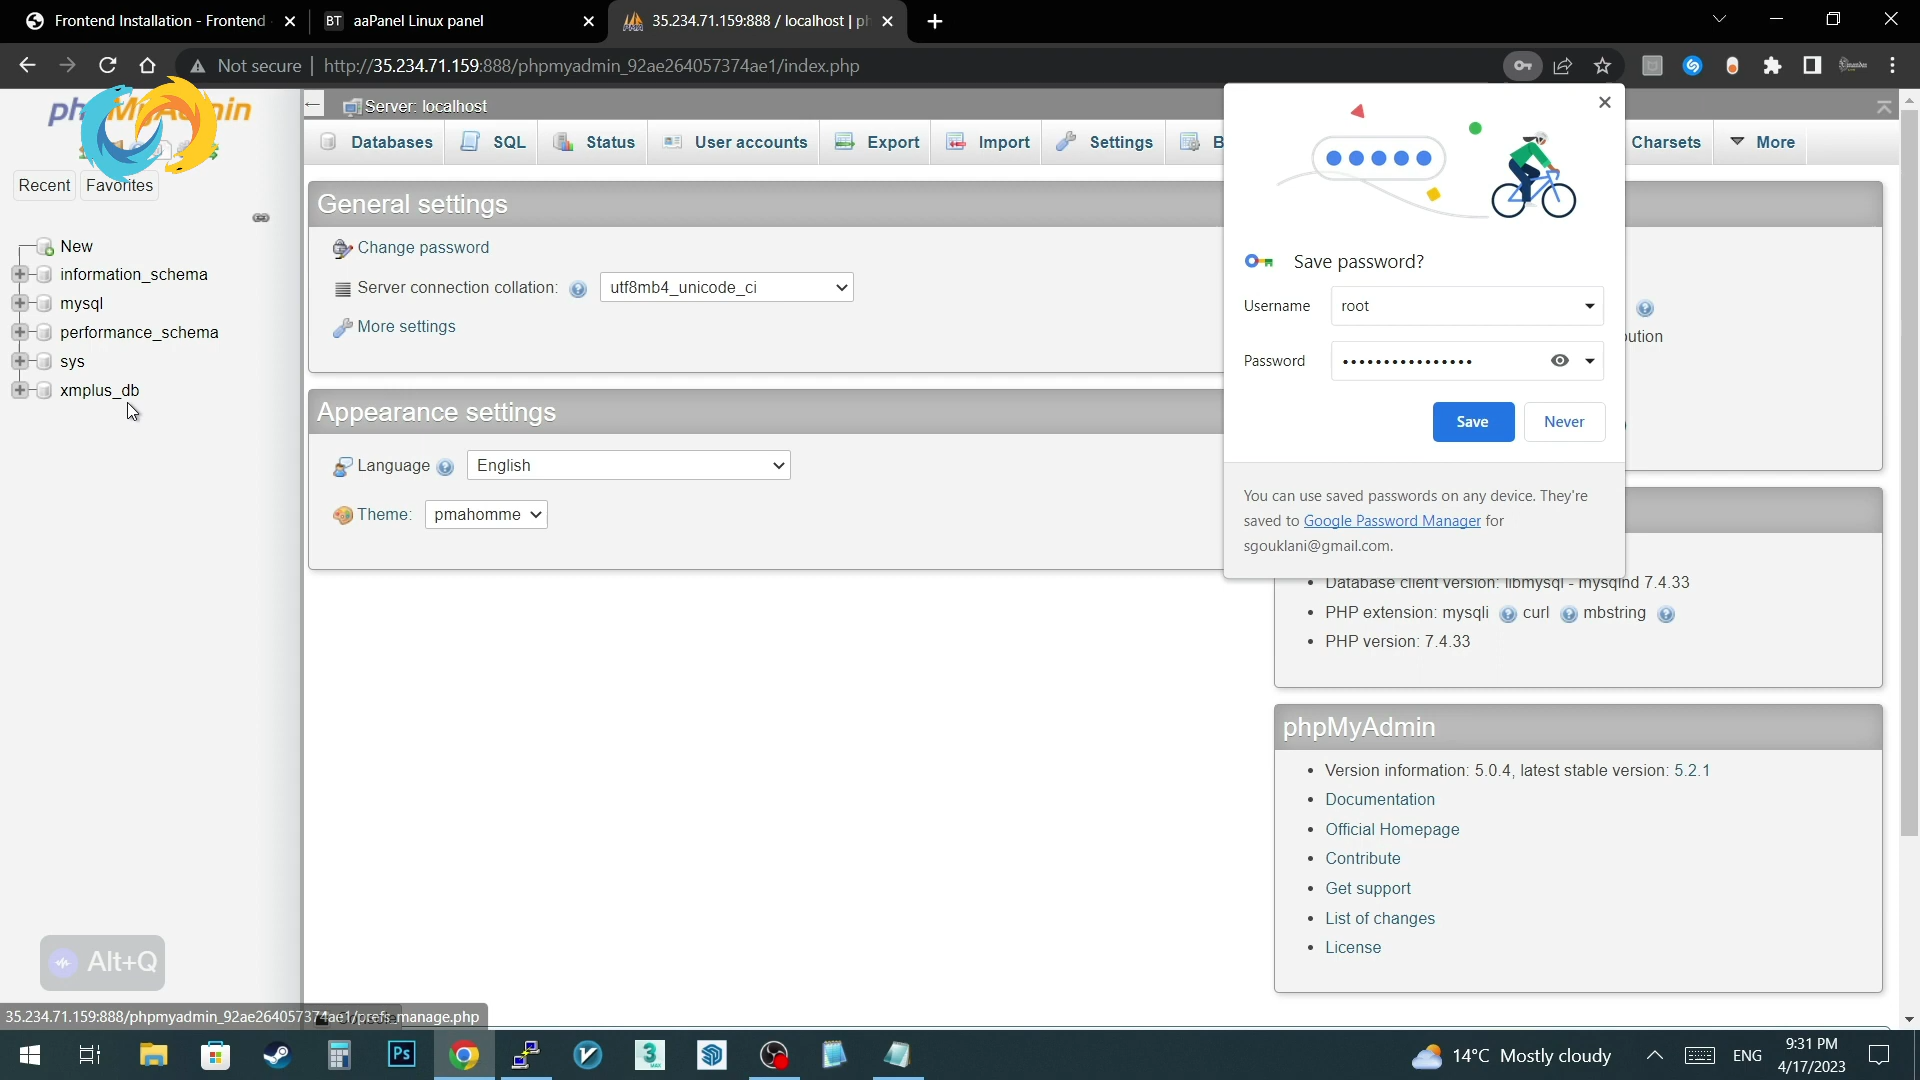 Frontend Installation - Frontend
BT aaPanel Linux panel
35.234.71.159:888 / localhost | ph
Not secure | http://35.234.71.159:888/phpmyadmin_92ae264057374ae1/index.php
Recent
Favorites
New
information_schema
mysql
performance_schema
sys
xmplus_db
Server: localhost
Databases
SQL
Status
User accounts
Export
Import
Settings
Charsets
More
General settings
Change password
Server connection collation:
utf8mb4_unicode_ci
More settings
Appearance settings
Language
English
Theme:
pmahomme
Save password?
Username
root
Password
Save
Never
You can use saved passwords on any device. They're
saved to Google Password Manager for
sgouklani@gmail.com.
Database client version: libmysql - mysqlnd 7.4.33
PHP extension: mysqli curl mbstring
PHP version: 7.4.33
phpMyAdmin
Version information: 5.0.4, latest stable version: 5.2.1
Documentation
Official Homepage
Contribute
Get support
List of changes
License
Alt+Q
35.234.71.159:888/phpmyadmin_92ae264057374ae1/prefs_manage.php
Ps
3
MAX
14°C Mostly cloudy
ENG
9:31 PM
4/17/2023